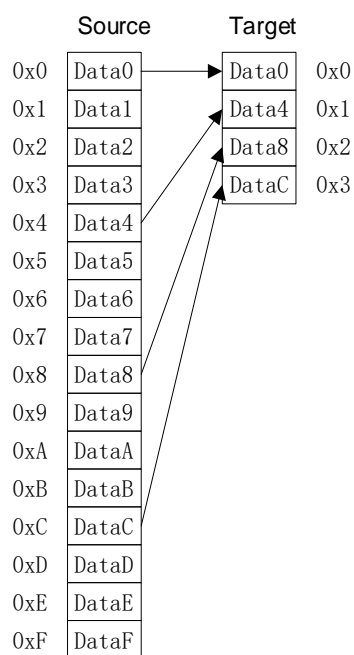 Source Target
0x0 Data0 Data0 0x0
0x1 Data1 Data4 0x1
0x2 Data2 Data8 0x2
0x3 Data3 DataC 0x3
0x4 Data4
0x5 Data5
0x6 Data6
0x7 Data7
0x8 Data8
0x9 Data9
0xA DataA
0xB DataB
0xC DataC
0xD DataD
0xE DataE
0xF DataF